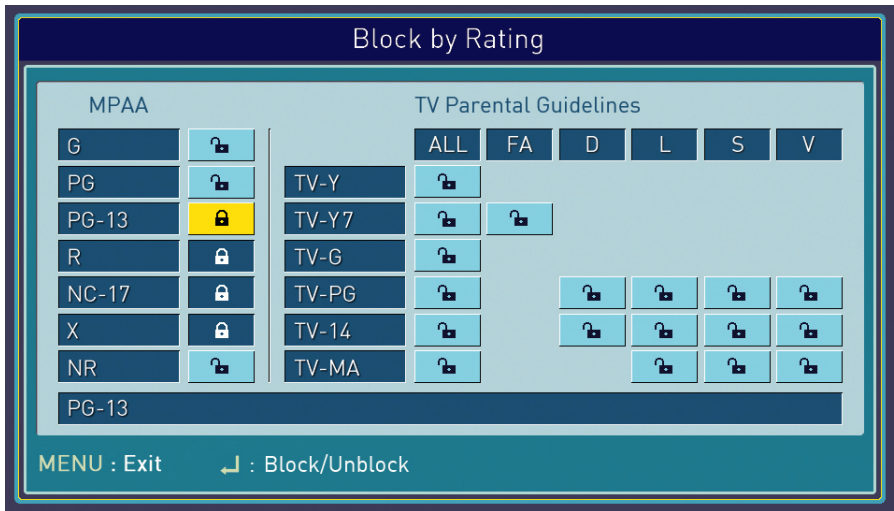 Block by Rating
MPAA TV Parental Guidelines
G ALL FA D L S V
PG TV-Y
PG-13 TV-Y7
R TV-G
NC-17 TV-PG
X TV-14
NR TV-MA
PG-13
MENU : Exit ↵ : Block/Unblock